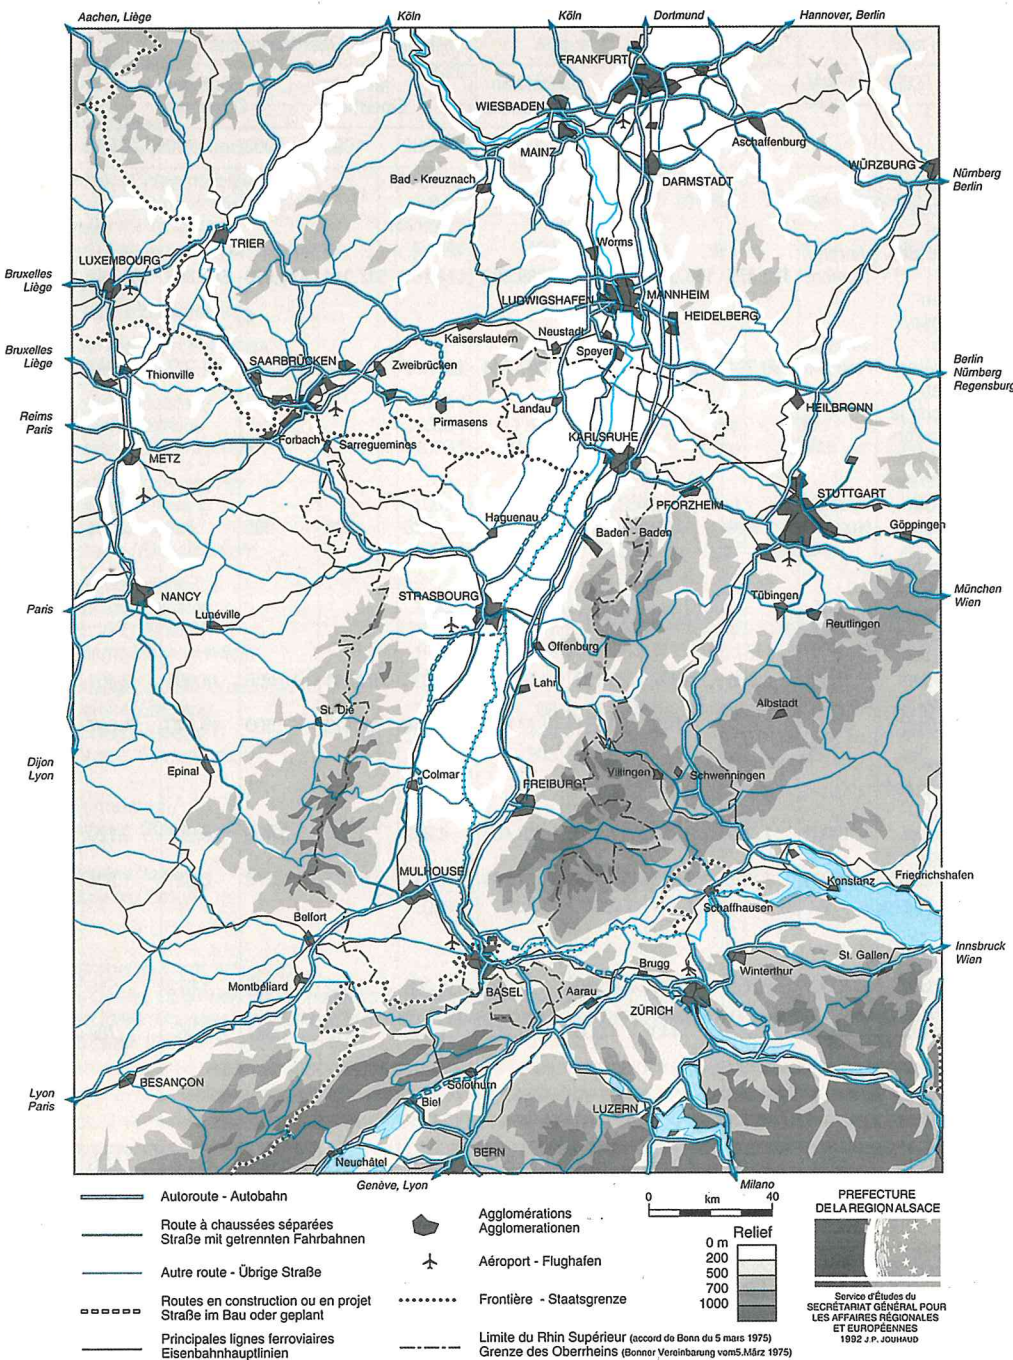 Aachen, Liège
Köln
Köln
Dortmund
Hannover, Berlin
FRANKFURT
WIESBADEN
MAINZ
Aschaffenburg
WÜRZBURG
Nürnberg
Berlin
Bad - Kreuznach
DARMSTADT
TRIER
LUXEMBOURG
Worms
Bruxelles
Liège
LUDWIGSHAFEN
MANNHEIM
HEIDELBERG
Kaiserslautern
Neustadt
Speyer
Bruxelles
Liège
Thionville
SAARBRÜCKEN
Zweibrücken
Berlin
Nürnberg
Regensburg
Landau
HEILBRONN
Pirmasens
Reims
Paris
Forbach
Sarreguemines
KARLSRUHE
METZ
STUTTGART
PFORZHEIM
Haguenau
Baden - Baden
Göppingen
München
Wien
Paris
NANCY
STRASBOURG
Tübingen
Lunéville
Reutlingen
Offenburg
Lahr
St. Dié
Albstadt
Dijon
Lyon
Epinal
Colmar
FREIBURG
Villingen
Schwenningen
MULHOUSE
Konstanz
Friedrichshafen
Schaffhausen
Belfort
Innsbruck
Wien
Montbéliard
BASEL
Brugg
Aarau
Winterthur
St. Gallen
ZÜRICH
BESANÇON
Solothurn
Lyon
Paris
Biel
LUZERN
Neuchâtel
BERN
Genève, Lyon
Milano
Autoroute - Autobahn
Route à chaussées séparées
Straße mit getrennten Fahrbahnen
Autre route - Übrige Straße
Routes en construction ou en projet
Straße im Bau oder geplant
Principales lignes ferroviaires
Eisenbahnhauptlinien
Agglomérations
Agglomerationen
Aéroport - Flughafen
Frontière - Staatsgrenze
Limite du Rhin Supérieur (accord de Bonn du 5 mars 1975)
Grenze des Oberrheins (Bonner Vereinbarung vom5.März 1975)
0 km 40
Relief
0 m
200
500
700
1000
PREFECTURE
DE LA REGION ALSACE
Service d'Études du
SECRÉTARIAT GÉNÉRAL POUR
LES AFFAIRES RÉGIONALES
ET EUROPÉENNES
1992 J.P. JOUHAUD